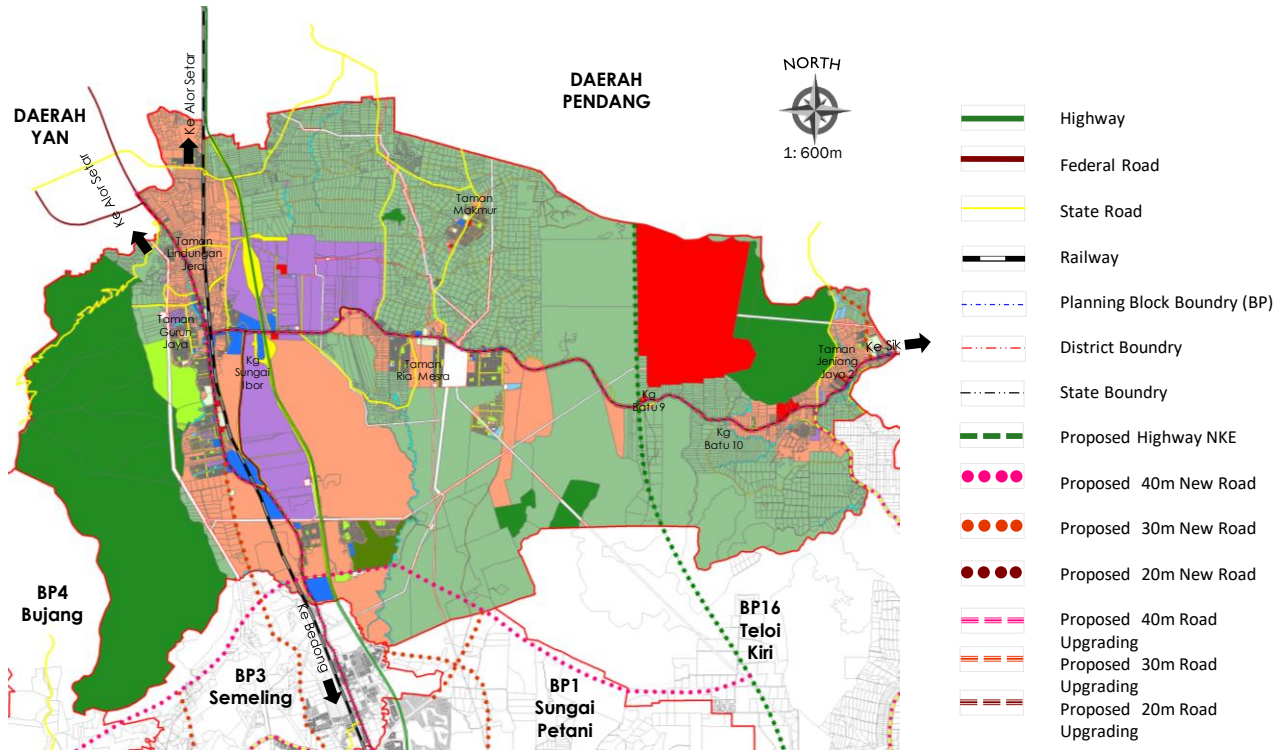 Ke Alor Setar
DAERAH
YAN
Ke Alor Setar
DAERAH
PENDANG
NORTH
1: 600m
Taman
Lindungan
Jerai
Taman
Makmur
Taman
Gurun
Jaya
Kg
Sungai
Ibor
Taman
Ria Mesra
Kg
Batu 9
Kg
Batu 10
Taman
Jeniang
Jaya 2
Ke Sik
BP4
Bujang
BP3
Semeling
Ke Bedong
BP1
Sungai
Petani
BP16
Teloi
Kiri
Highway
Federal Road
State Road
Railway
Planning Block Boundry (BP)
District Boundry
State Boundry
Proposed Highway NKE
Proposed 40m New Road
Proposed 30m New Road
Proposed 20m New Road
Proposed 40m Road
Upgrading
Proposed 30m Road
Upgrading
Proposed 20m Road
Upgrading